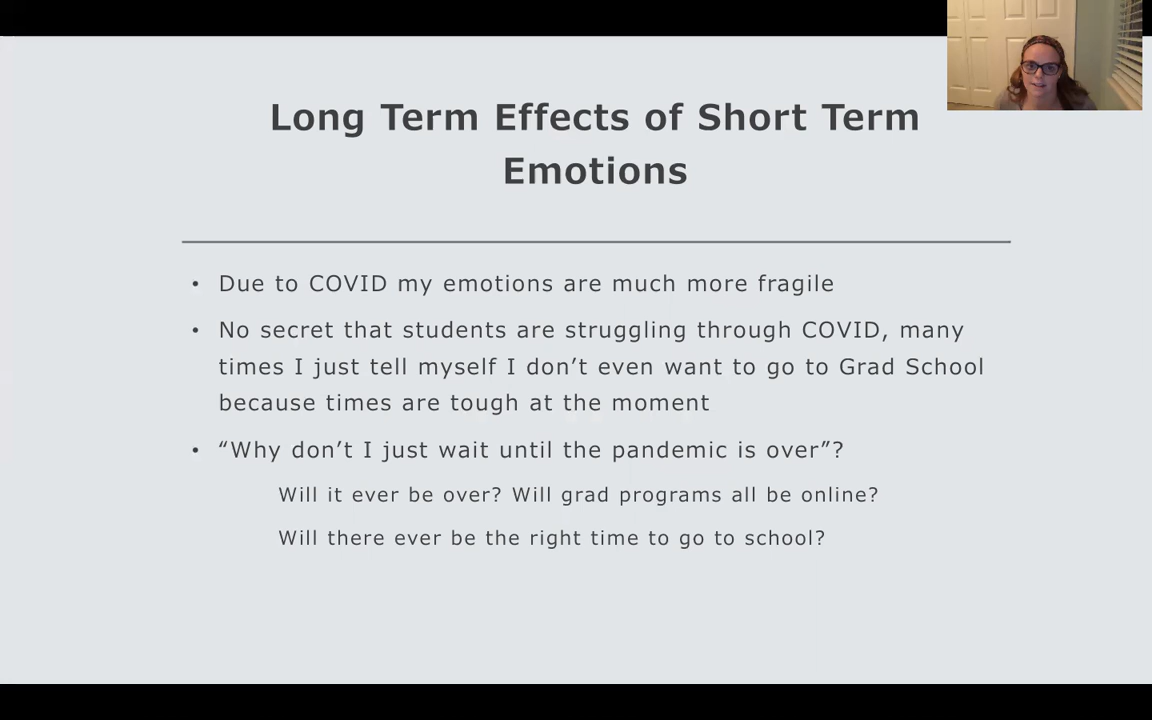 Long Term Effects of Short Term
Emotions
• Due to COVID my emotions are much more fragile
• No secret that students are struggling through COVID, many
times I just tell myself I don’t even want to go to Grad School
because times are tough at the moment
• “Why don’t I just wait until the pandemic is over”?
Will it ever be over? Will grad programs all be online?
Will there ever be the right time to go to school?